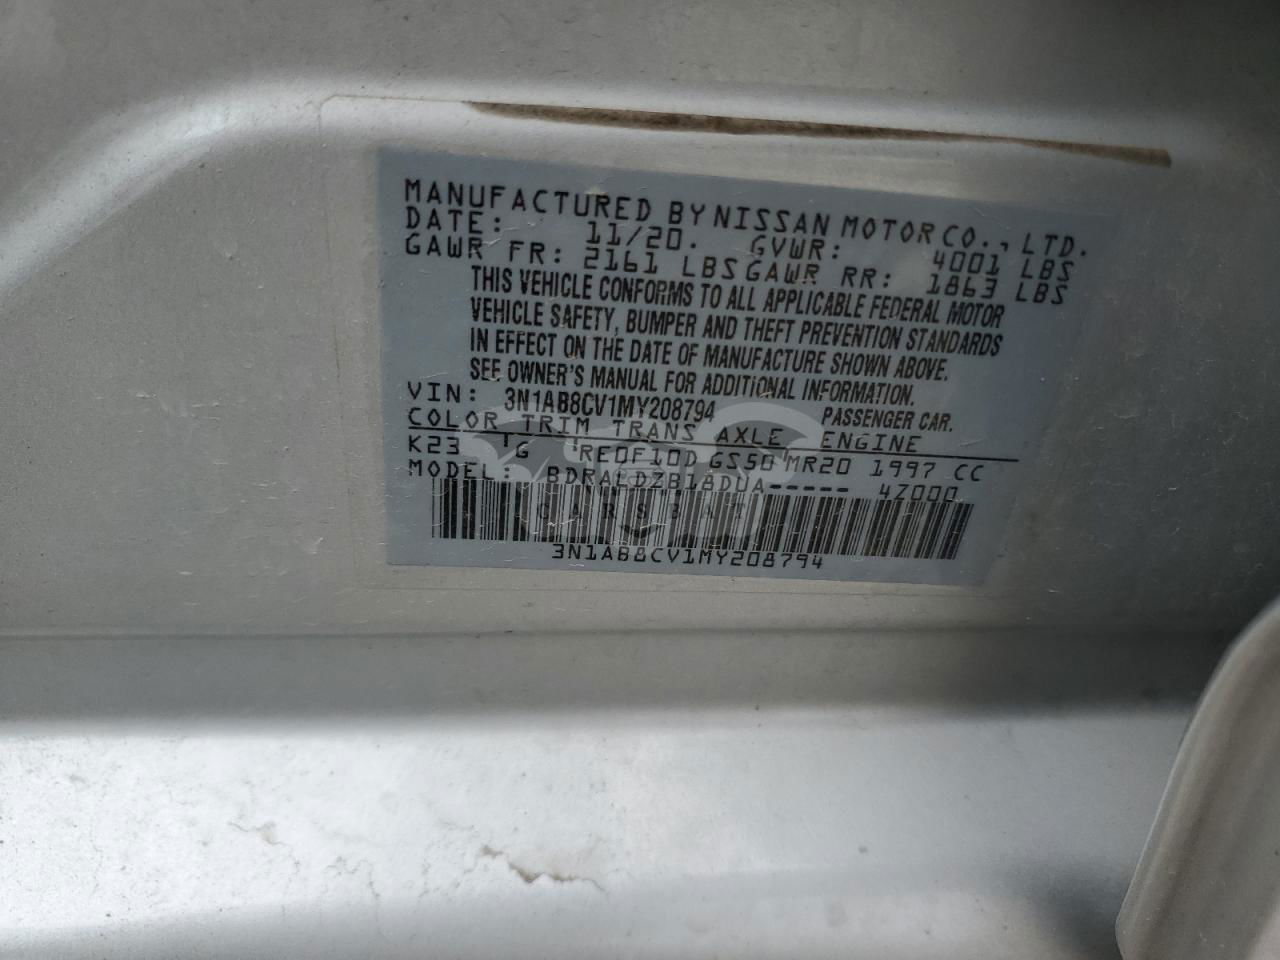 MANUFACTURED BY NISSAN MOTOR CO., LTD.
DATE: 11/20. GVWR: 4001 LBS
GAWR FR: 2161 LBS GAWR RR: 1863 LBS
THIS VEHICLE CONFORMS TO ALL APPLICABLE FEDERAL MOTOR
VEHICLE SAFETY, BUMPER AND THEFT PREVENTION STANDARDS
IN EFFECT ON THE DATE OF MANUFACTURE SHOWN ABOVE.
SEE OWNER'S MANUAL FOR ADDITIONAL INFORMATION.
VIN: 3N1AB8CV1MY208794 PASSENGER CAR.
COLOR TRIM TRANS AXLE ENGINE
K23 G RE0F10D GS50 MR20 1997 CC
MODEL: BDRALDZB18DUA----- 4Z000
CARSBAT
3N1AB8CV1MY208794